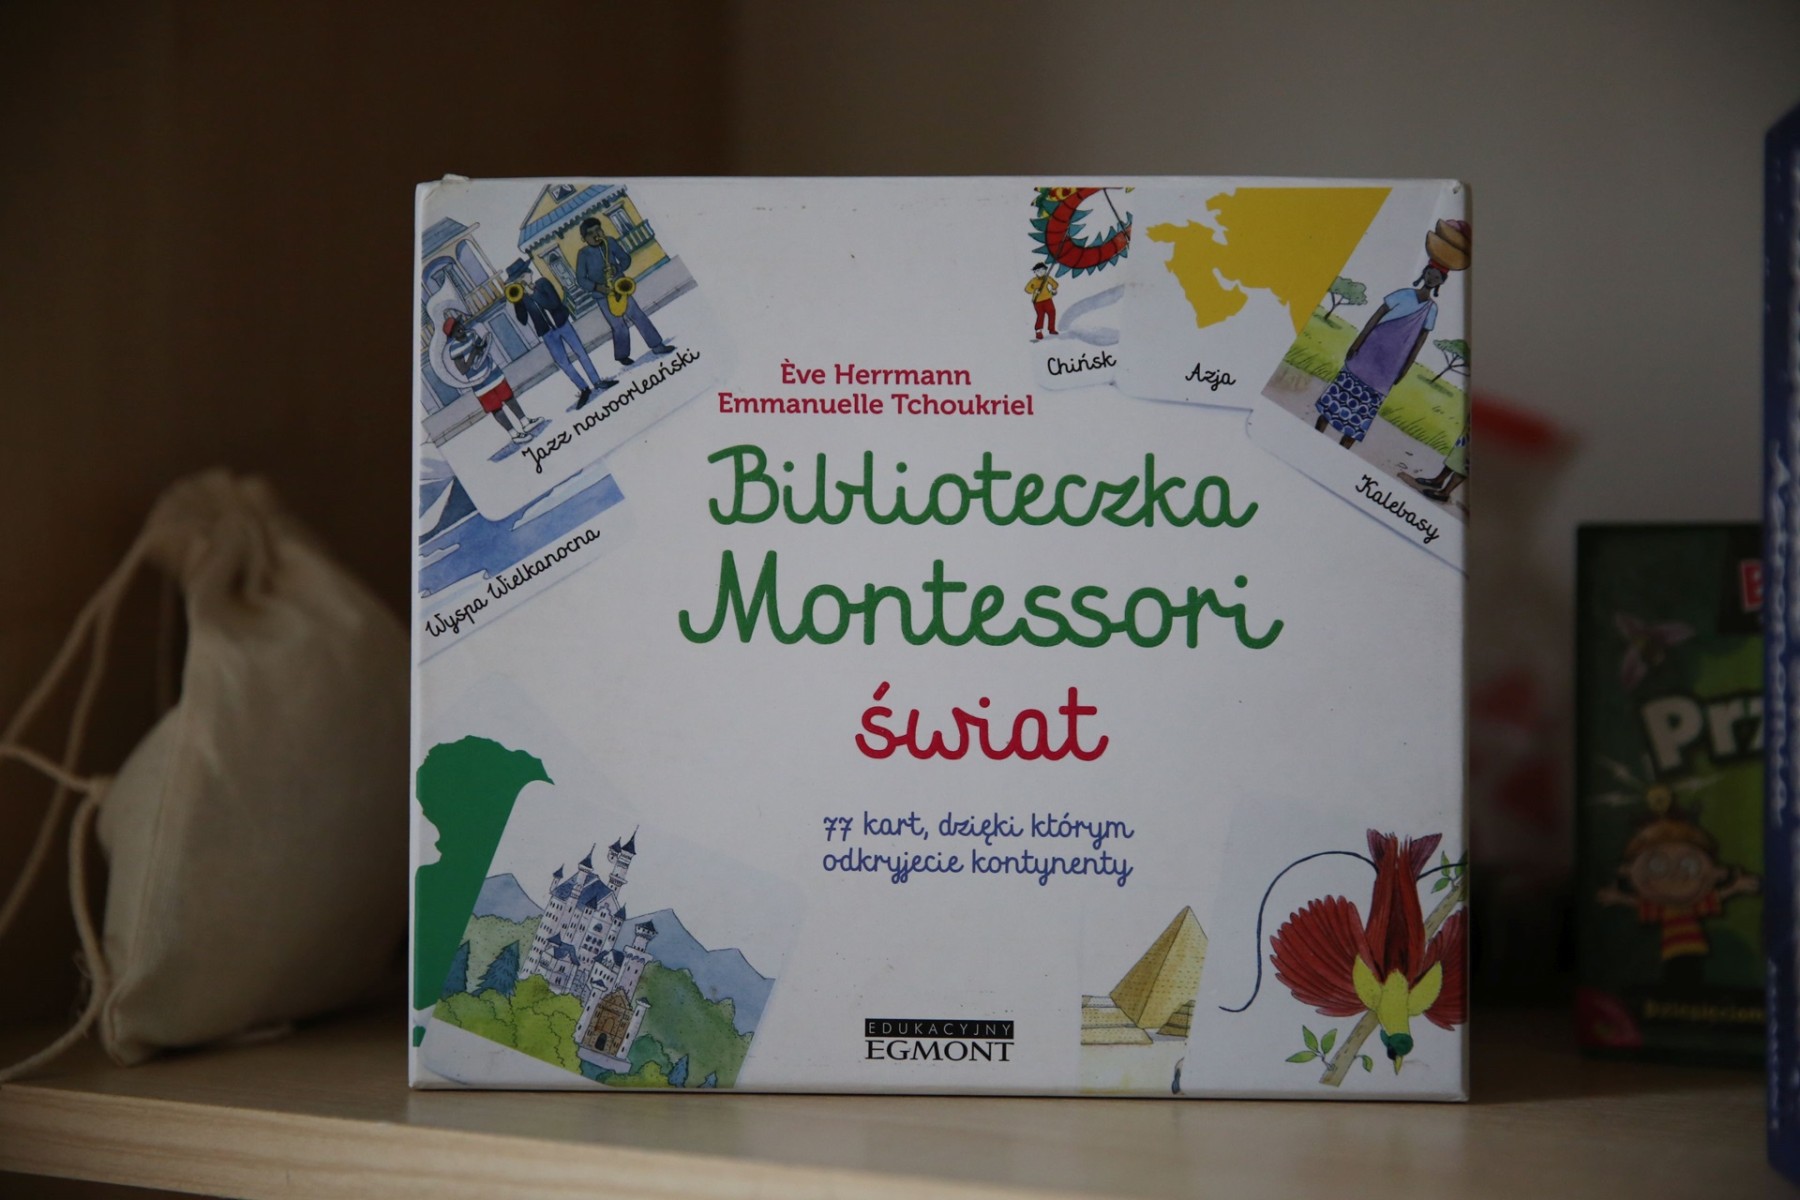 Ève Herrmann
Emmanuelle Tchoukriel
Biblioteczka
Montessori
świat
77 kart, dzięki którym
odkryjecie kontynenty
EDUKACYJNY
EGMONT
Jazz nowoorleański
Wyspa Wielkanocna
Chińsk
Azja
Kalebasy
Prz